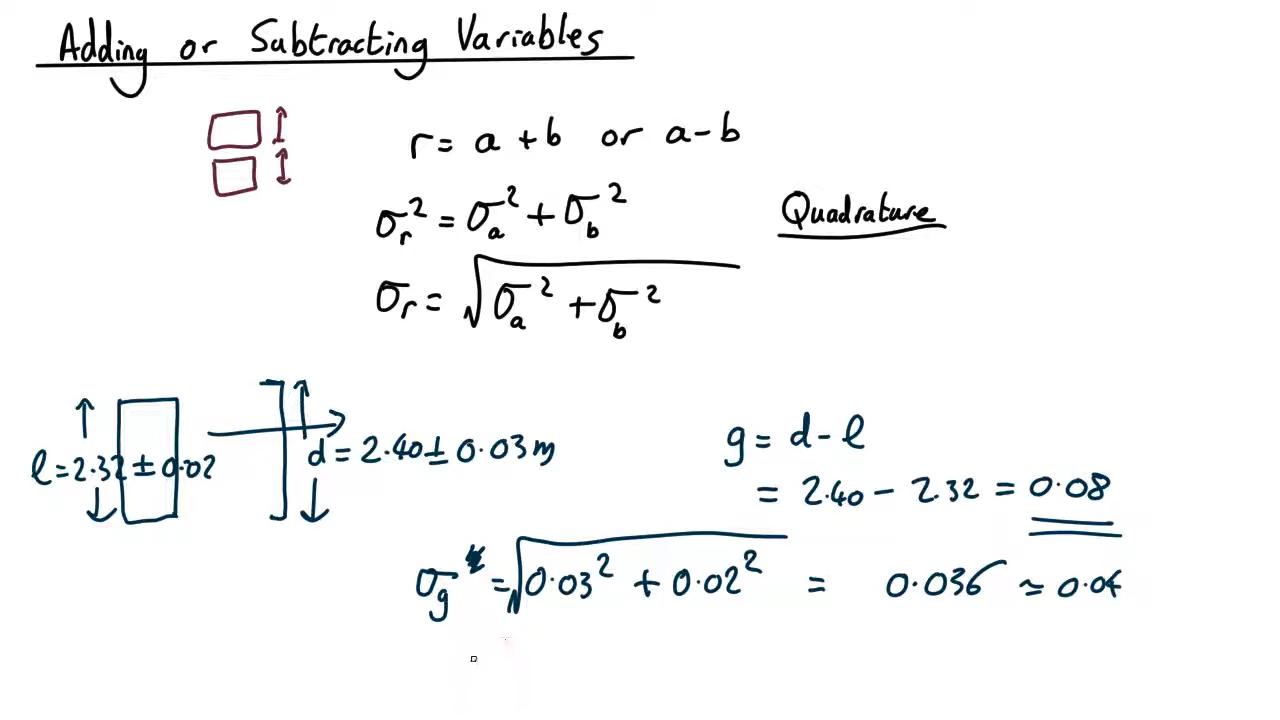 Adding or Subtracting Variables
r = a + b or a - b
σr² = σa² + σb²
Quadrature
σr = √σa² + σb²
l = 2.32 ± 0.02
d = 2.40 ± 0.03 m
g = d - l
= 2.40 - 2.32 = 0.08
σg = √0.03² + 0.02² = 0.036 ≃ 0.04